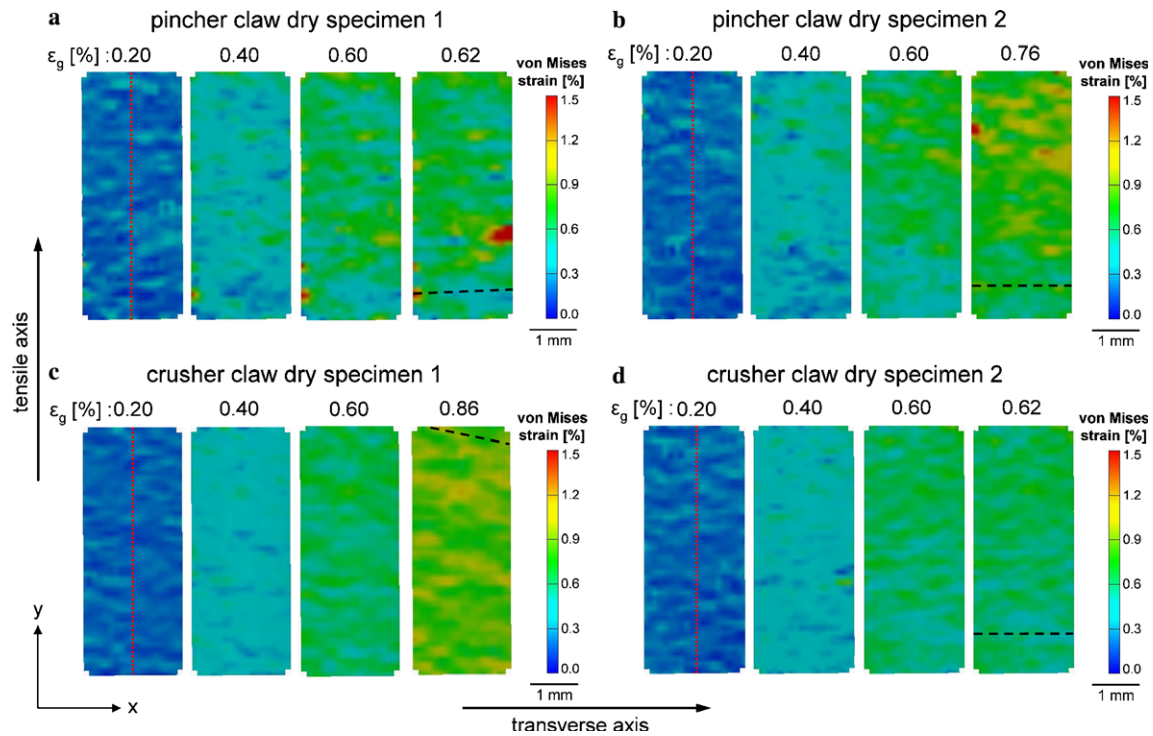 a pincher claw dry specimen 1
εg [%] : 0.20 0.40 0.60 0.62
von Mises
strain [%]
1.5
1.2
0.9
0.6
0.3
0.0
1 mm
b pincher claw dry specimen 2
εg [%] : 0.20 0.40 0.60 0.76
von Mises
strain [%]
1.5
1.2
0.9
0.6
0.3
0.0
1 mm
tensile axis
c crusher claw dry specimen 1
εg [%] : 0.20 0.40 0.60 0.86
von Mises
strain [%]
1.5
1.2
0.9
0.6
0.3
0.0
1 mm
d crusher claw dry specimen 2
εg [%] : 0.20 0.40 0.60 0.62
von Mises
strain [%]
1.5
1.2
0.9
0.6
0.3
0.0
1 mm
y
x
transverse axis